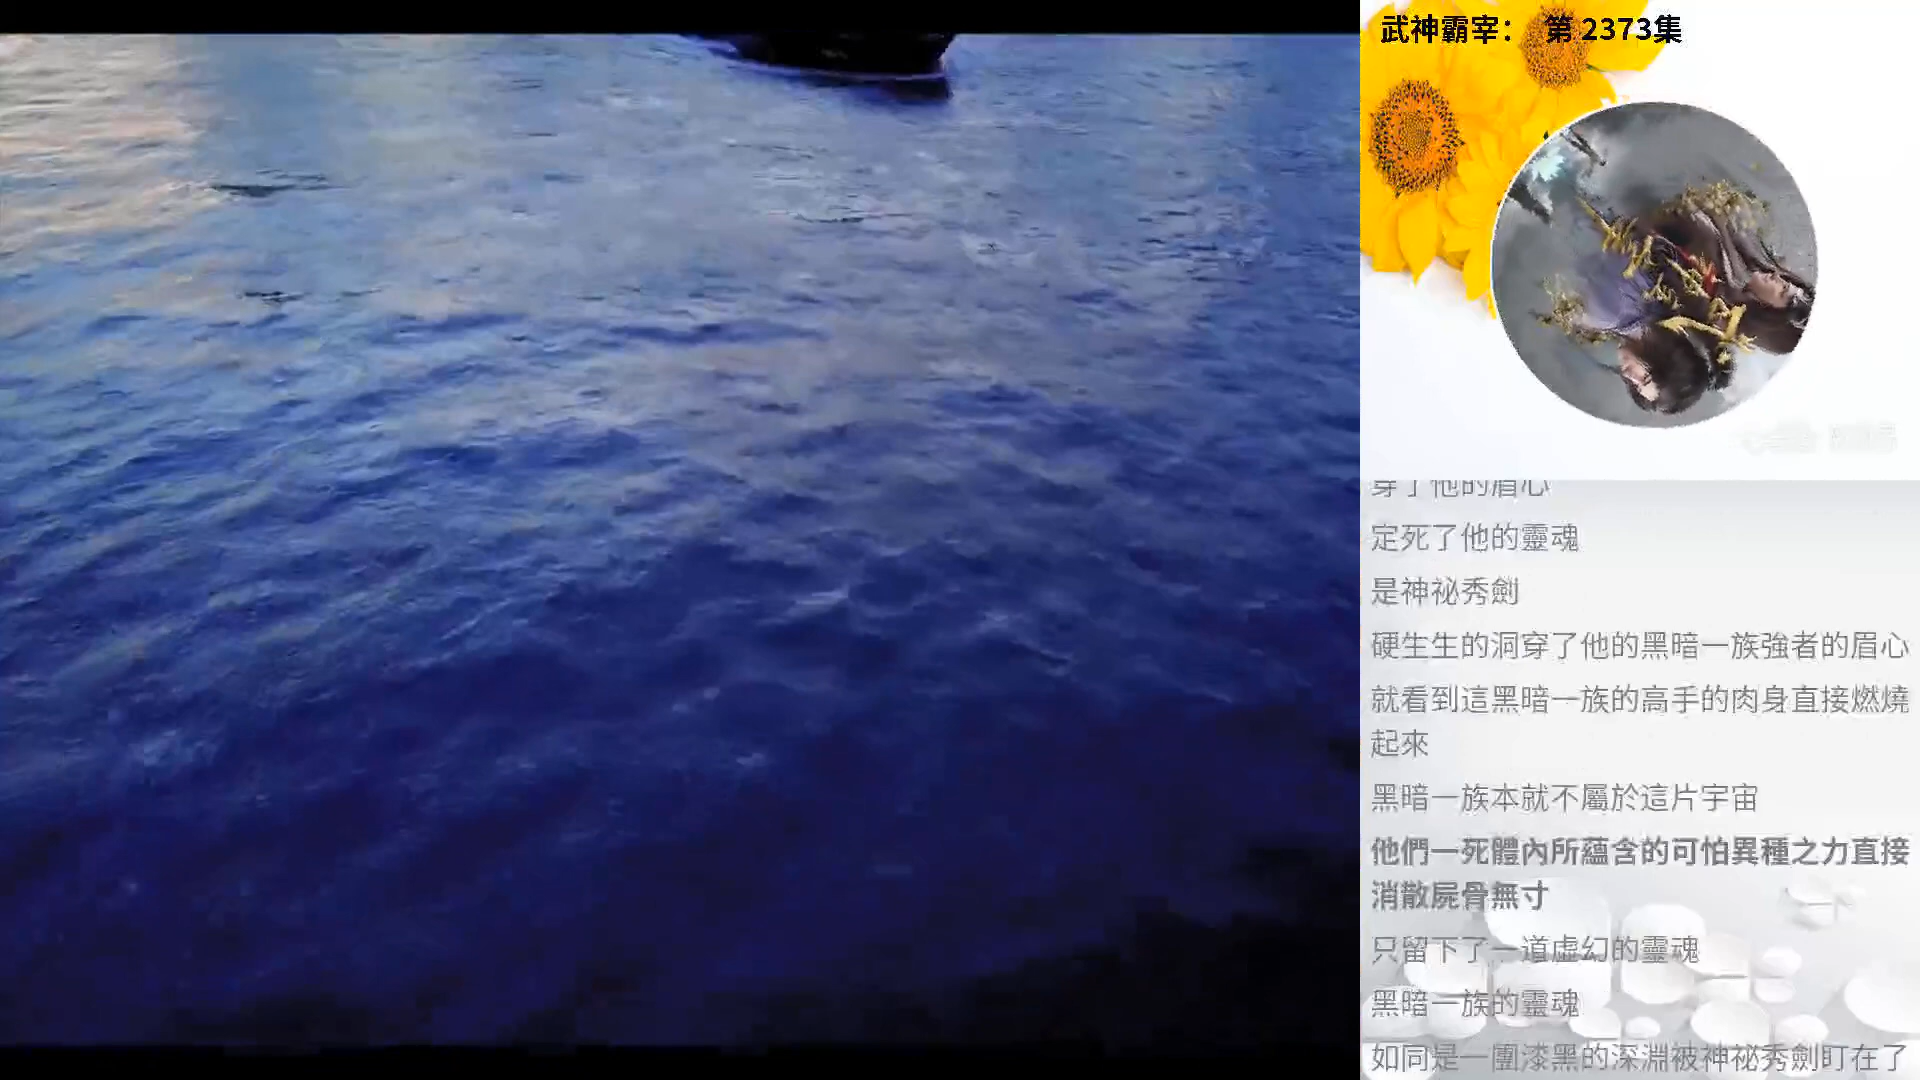 武神霸宰： 第 2373集
穿了他的眉心
定死了他的靈魂
是神祕秀劍
硬生生的洞穿了他的黑暗一族強者的眉心
就看到這黑暗一族的高手的肉身直接燃燒
起來
黑暗一族本就不屬於這片宇宙
他們一死體內所蘊含的可怕異種之力直接
消散屍骨無寸
只留下了一道虛幻的靈魂
黑暗一族的靈魂
如同是一團漆黑的深淵被神祕秀劍盯在了